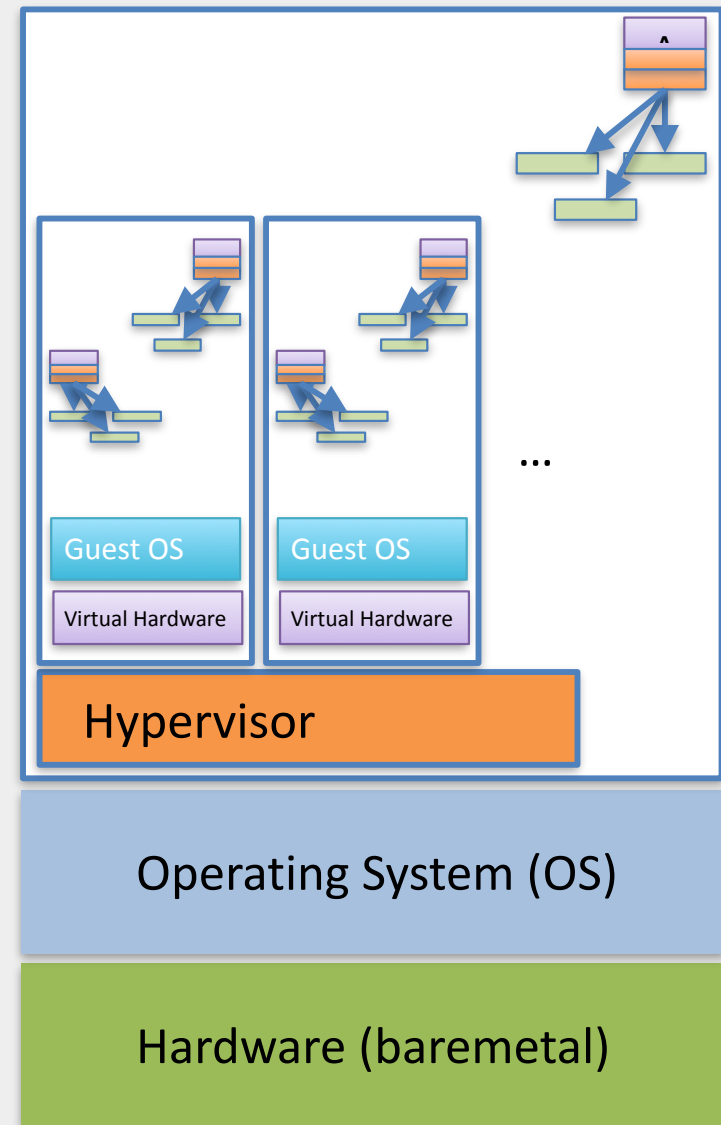 ...
Guest OS
Guest OS
Virtual Hardware
Virtual Hardware
Hypervisor
Operating System (OS)
Hardware (baremetal)